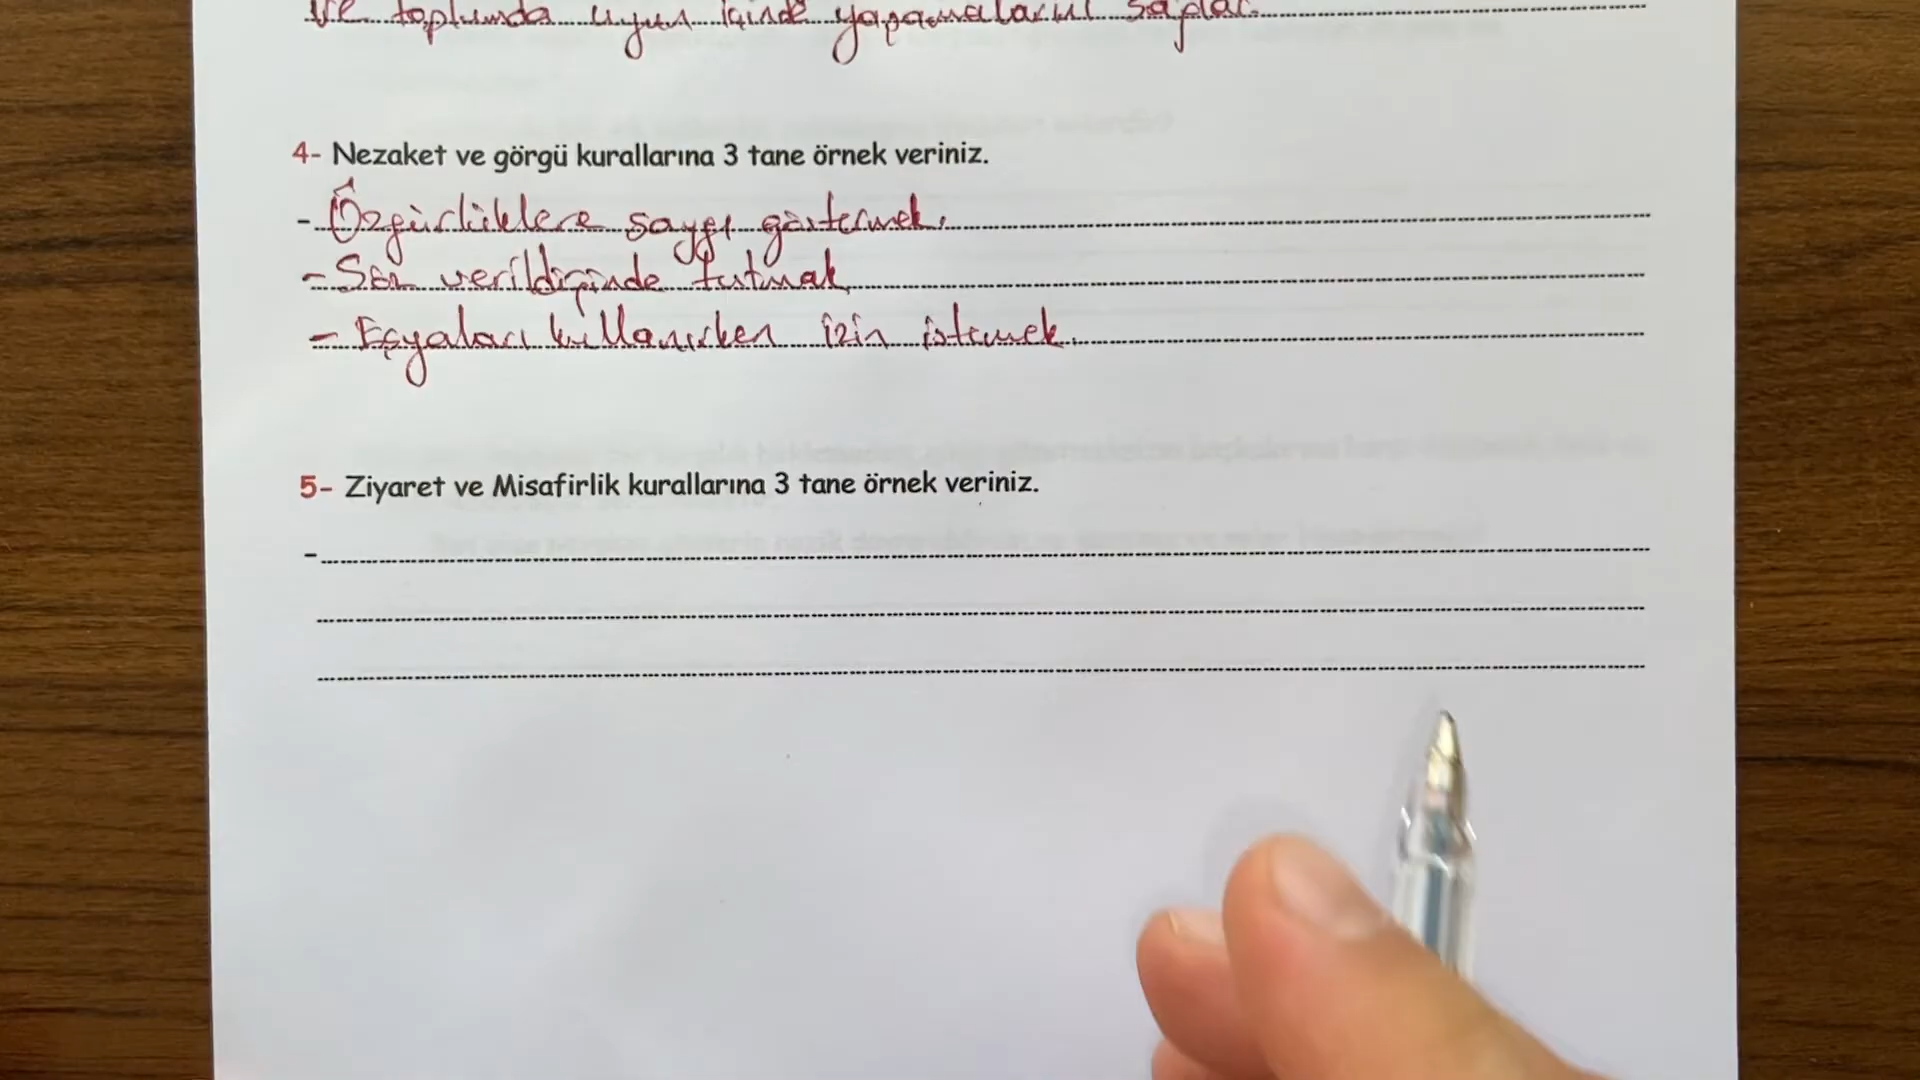 ve toplumda uyum içinde yaşamalarını sağlar.
4- Nezaket ve görgü kurallarına 3 tane örnek veriniz.
- Özgürlüklere saygı göstermek.
- Söz verildiğinde tutmak
- Eşyaları kullanırken izin istemek.
5- Ziyaret ve Misafirlik kurallarına 3 tane örnek veriniz.
-